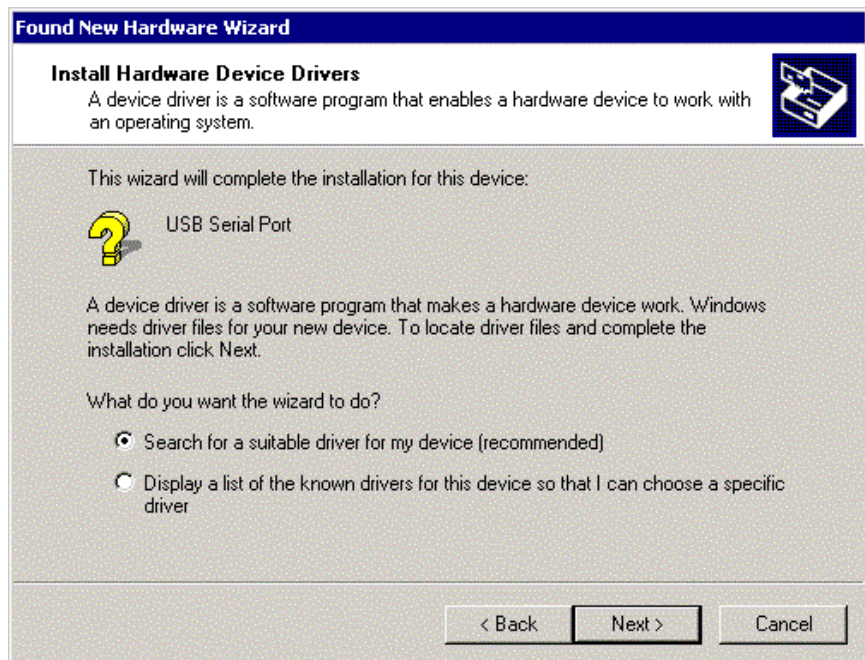 Found New Hardware Wizard
Install Hardware Device Drivers
A device driver is a software program that enables a hardware device to work with
an operating system.
This wizard will complete the installation for this device:
USB Serial Port
A device driver is a software program that makes a hardware device work. Windows
needs driver files for your new device. To locate driver files and complete the
installation click Next.
What do you want the wizard to do?
Search for a suitable driver for my device (recommended)
Display a list of the known drivers for this device so that I can choose a specific
driver
< Back Next > Cancel